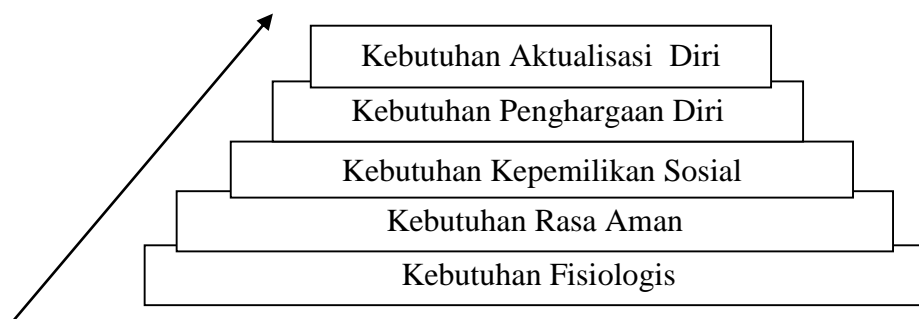 Kebutuhan Aktualisasi Diri
Kebutuhan Penghargaan Diri
Kebutuhan Kepemilikan Sosial
Kebutuhan Rasa Aman
Kebutuhan Fisiologis